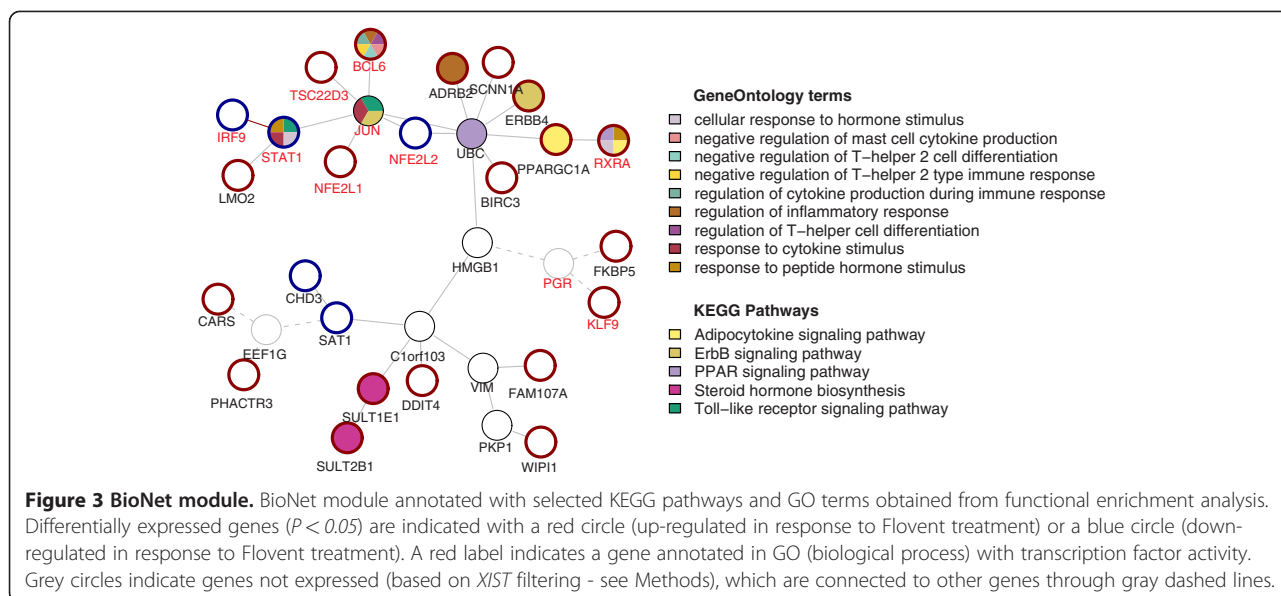 BCL6
TSC22D3
ADRB2
SCNN1A
ERBB4
IRF9
STAT1
JUN
NFE2L2
UBC
PPARGC1A
RXRA
LMO2
NFE2L1
BIRC3
HMGB1
PGR
FKBP5
KLF9
CHD3
CARS
EEF1G
SAT1
C1orf103
PHACTR3
SULT1E1
DDIT4
VIM
FAM107A
SULT2B1
PKP1
WIPI1
GeneOntology terms
cellular response to hormone stimulus
negative regulation of mast cell cytokine production
negative regulation of T−helper 2 cell differentiation
negative regulation of T−helper 2 type immune response
regulation of cytokine production during immune response
regulation of inflammatory response
regulation of T−helper cell differentiation
response to cytokine stimulus
response to peptide hormone stimulus
KEGG Pathways
Adipocytokine signaling pathway
ErbB signaling pathway
PPAR signaling pathway
Steroid hormone biosynthesis
Toll−like receptor signaling pathway
Figure 3 BioNet module. BioNet module annotated with selected KEGG pathways and GO terms obtained from functional enrichment analysis.
Differentially expressed genes (P < 0.05) are indicated with a red circle (up-regulated in response to Flovent treatment) or a blue circle (down-
regulated in response to Flovent treatment). A red label indicates a gene annotated in GO (biological process) with transcription factor activity.
Grey circles indicate genes not expressed (based on XIST filtering - see Methods), which are connected to other genes through gray dashed lines.